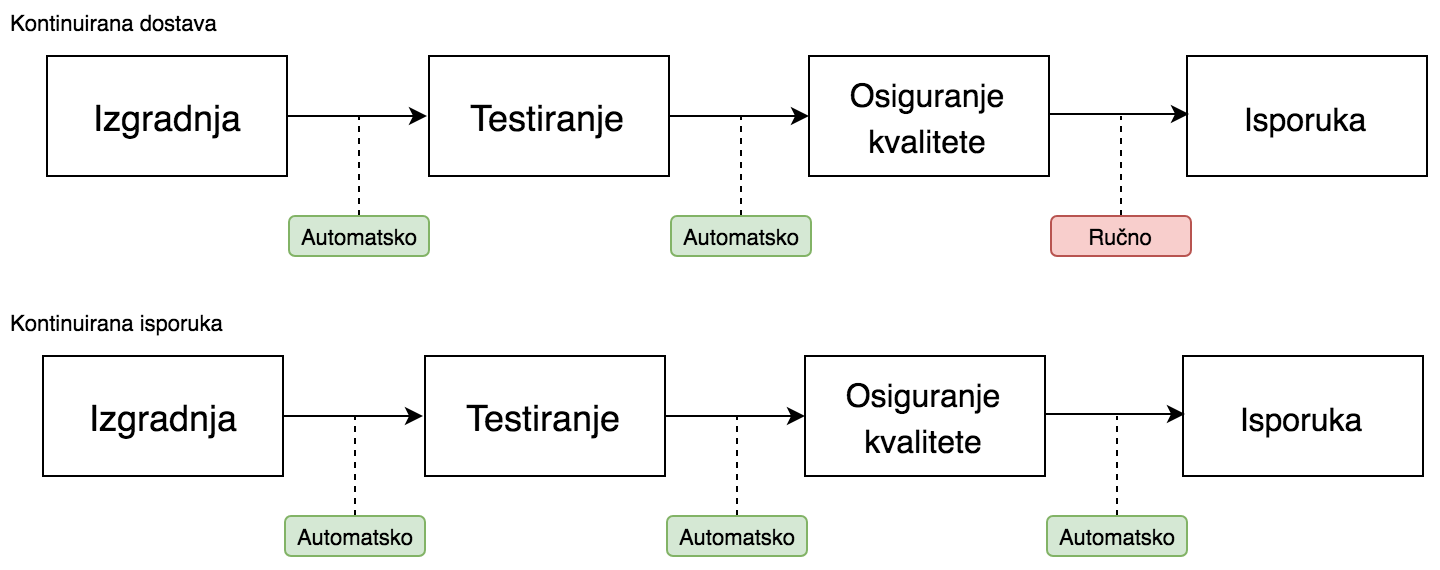 Kontinuirana dostava
Izgradnja
Testiranje
Osiguranje
kvalitete
Isporuka
Automatsko
Automatsko
Ručno
Kontinuirana isporuka
Izgradnja
Testiranje
Osiguranje
kvalitete
Isporuka
Automatsko
Automatsko
Automatsko